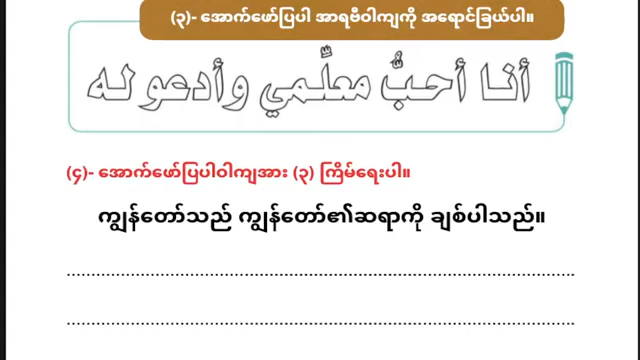 (၃)- အောက်ဖော်ပြပါ အာရဗီဝါကျကို အရောင်ခြယ်ပါ။
أنا أحبُّ معلّمي وأدعو له
(၄)- အောက်ဖော်ပြပါဝါကျအား (၃) ကြိမ်ရေးပါ။
ကျွန်တော်သည် ကျွန်တော်၏ဆရာကို ချစ်ပါသည်။